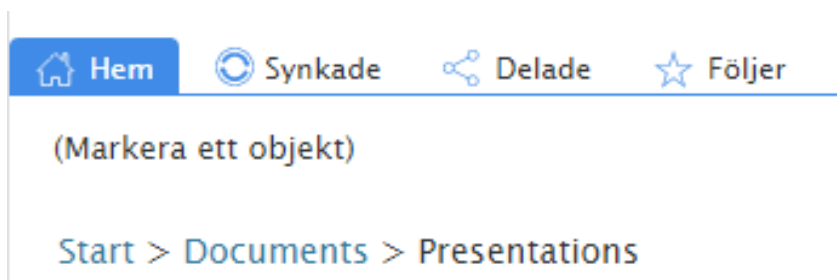 Hem Synkade Delade Följer
(Markera ett objekt)
Start > Documents > Presentations